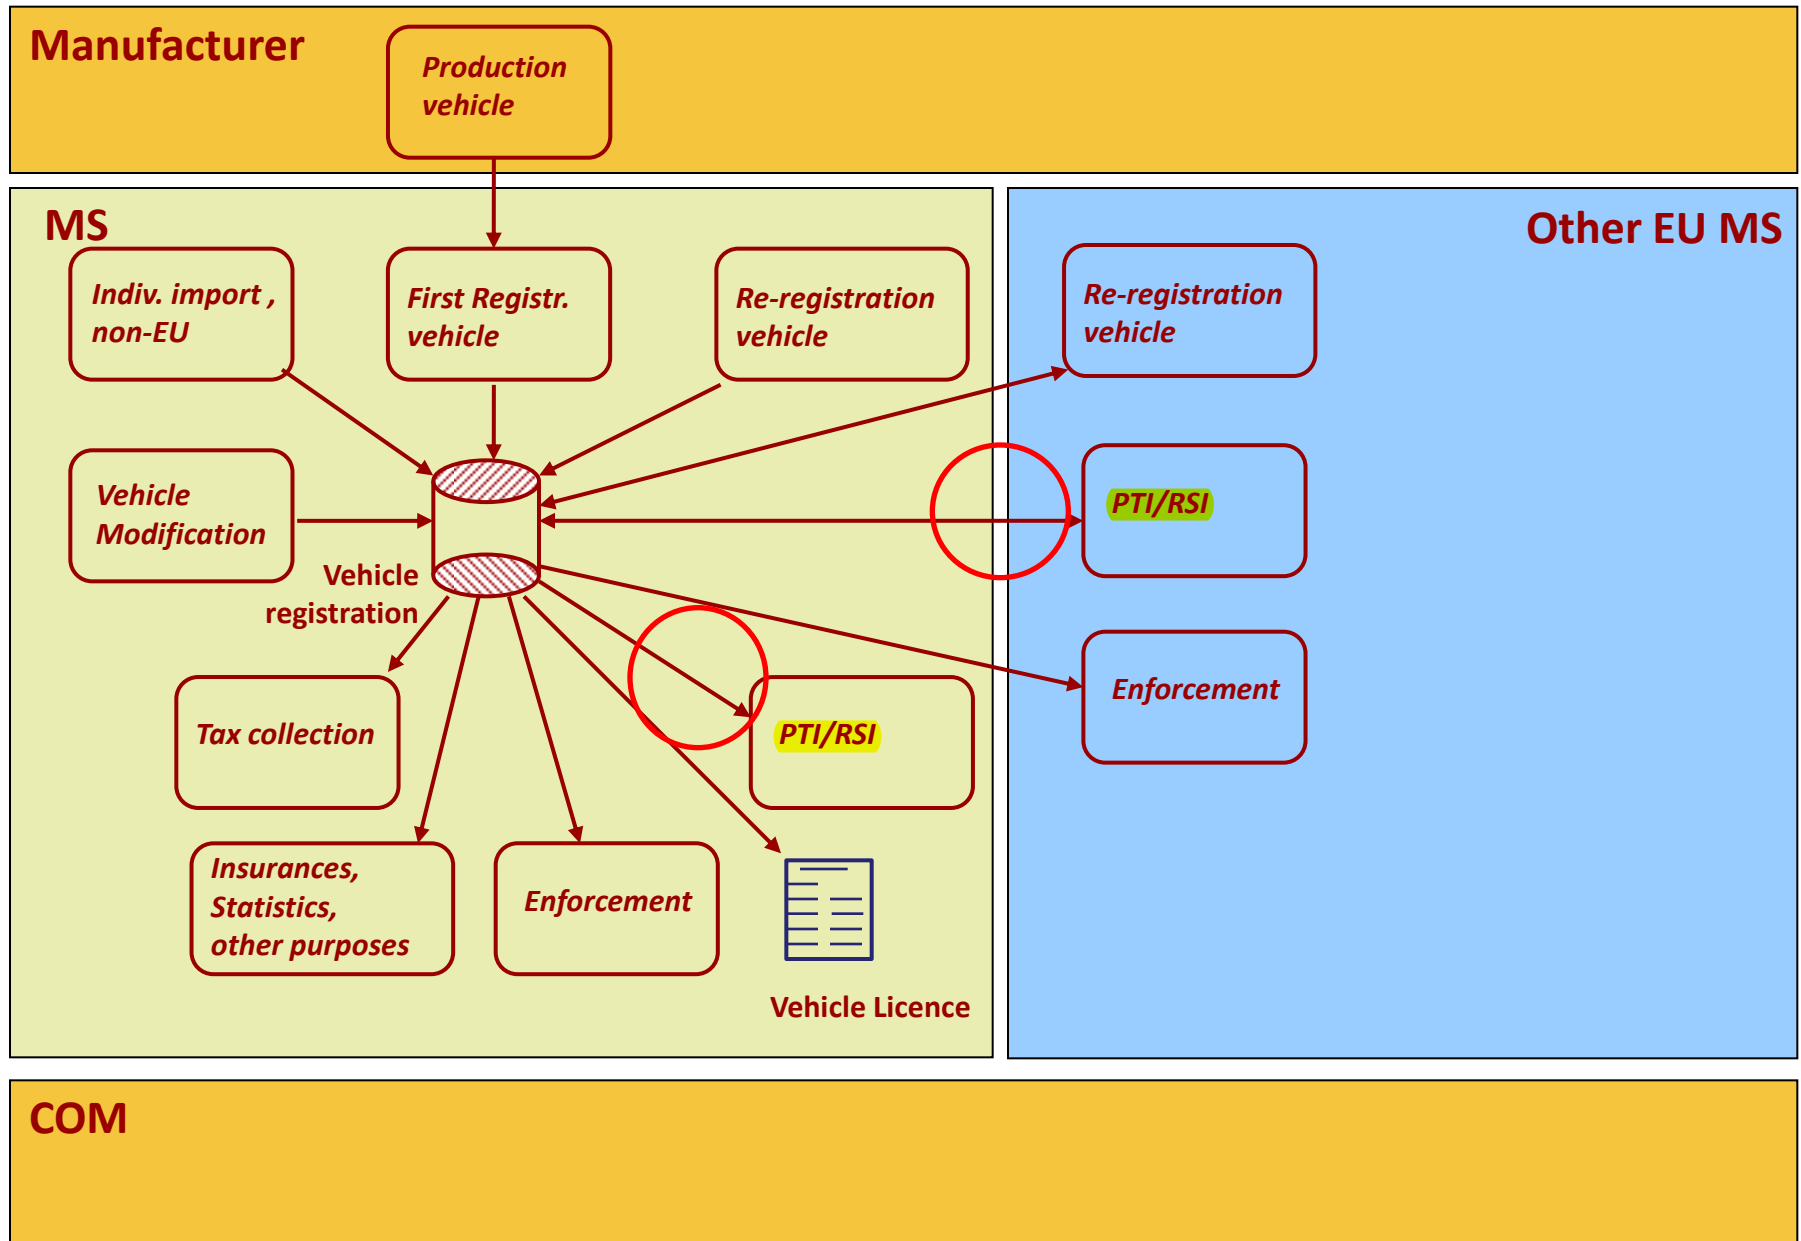 Manufacturer
Production
vehicle
MS
Other EU MS
Indiv. import ,
non-EU
First Registr.
vehicle
Re-registration
vehicle
Re-registration
vehicle
Vehicle
Modification
PTI/RSI
Vehicle
registration
Enforcement
Tax collection
PTI/RSI
Insurances,
Statistics,
other purposes
Enforcement
Vehicle Licence
COM